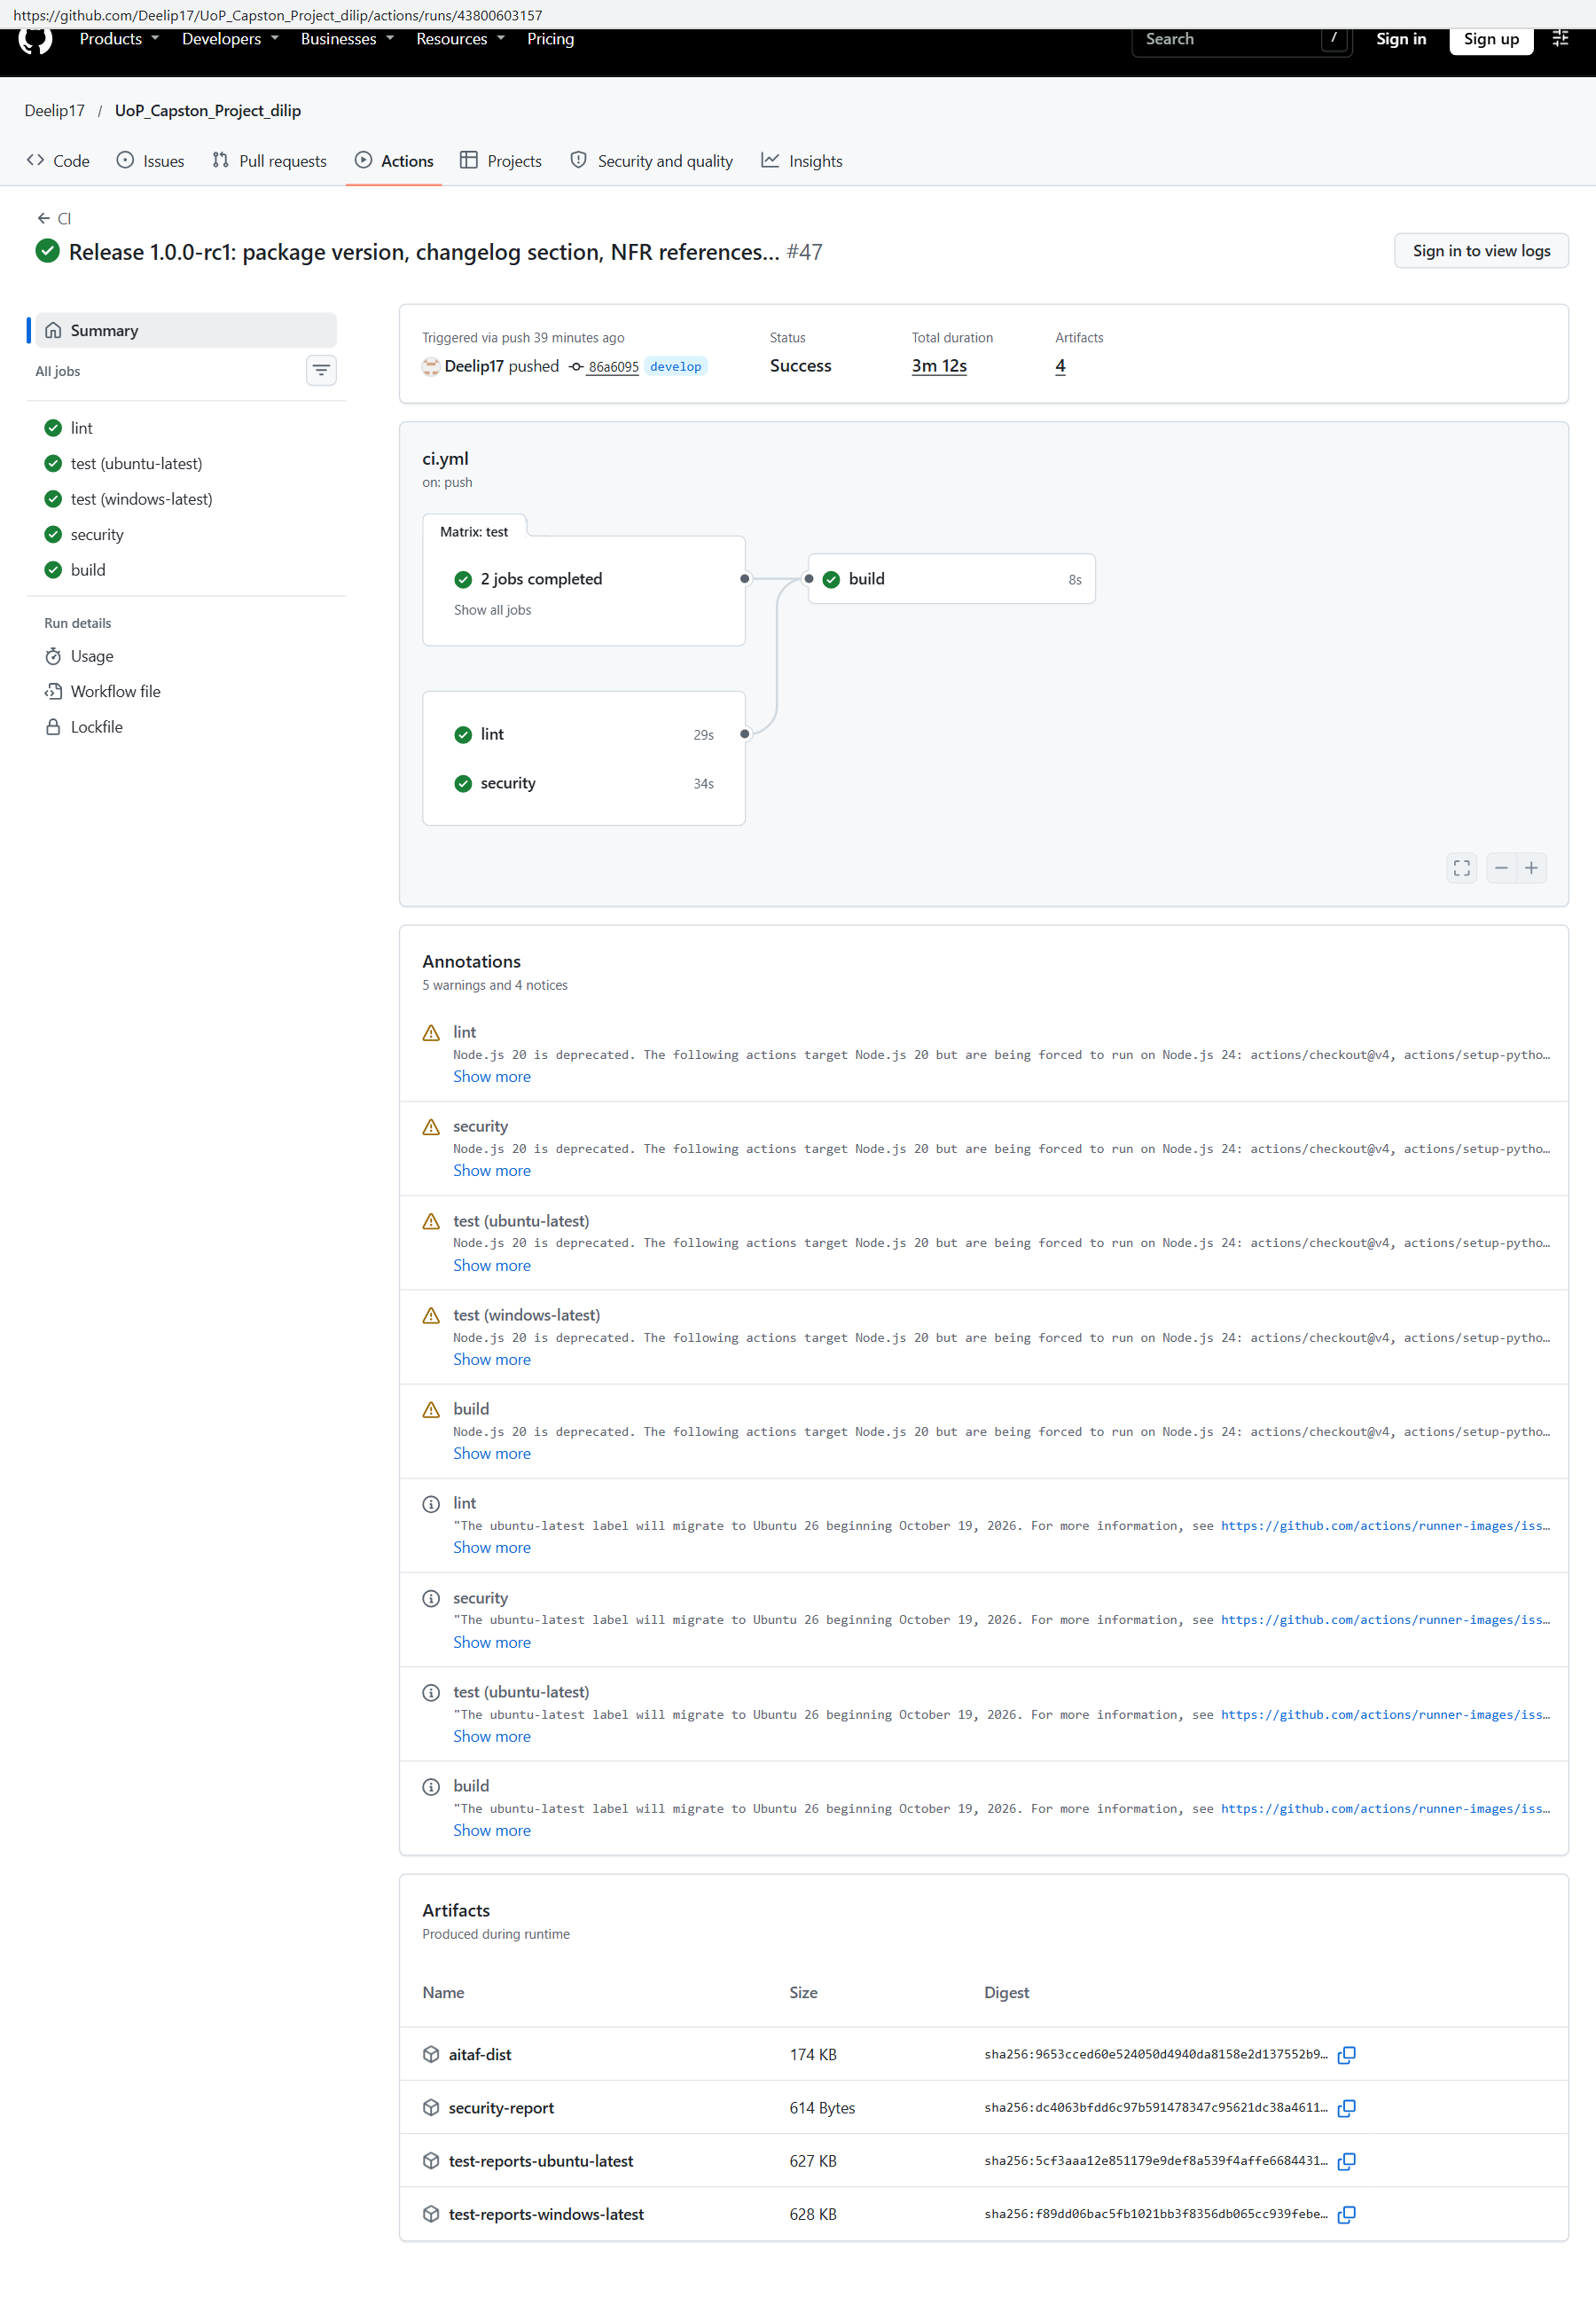 https://github.com/Deelip17/UoP_Capston_Project_dilip/actions/runs/43800603157
Products Developers Businesses Resources Pricing Search / Sign in Sign up
Deelip17 / UoP_Capston_Project_dilip
Code Issues Pull requests Actions Projects Security and quality Insights
← CI
Release 1.0.0-rc1: package version, changelog section, NFR references... #47
Sign in to view logs
Summary
All jobs
lint
test (ubuntu-latest)
test (windows-latest)
security
build
Run details
Usage
Workflow file
Lockfile
Triggered via push 39 minutes ago
Deelip17 pushed 86a6095 develop
Status
Success
Total duration
3m 12s
Artifacts
4
ci.yml
on: push
Matrix: test
2 jobs completed
Show all jobs
build 8s
lint 29s
security 34s
Annotations
5 warnings and 4 notices
lint
Node.js 20 is deprecated. The following actions target Node.js 20 but are being forced to run on Node.js 24: actions/checkout@v4, actions/setup-pytho…
Show more
security
Node.js 20 is deprecated. The following actions target Node.js 20 but are being forced to run on Node.js 24: actions/checkout@v4, actions/setup-pytho…
Show more
test (ubuntu-latest)
Node.js 20 is deprecated. The following actions target Node.js 20 but are being forced to run on Node.js 24: actions/checkout@v4, actions/setup-pytho…
Show more
test (windows-latest)
Node.js 20 is deprecated. The following actions target Node.js 20 but are being forced to run on Node.js 24: actions/checkout@v4, actions/setup-pytho…
Show more
build
Node.js 20 is deprecated. The following actions target Node.js 20 but are being forced to run on Node.js 24: actions/checkout@v4, actions/setup-pytho…
Show more
lint
"The ubuntu-latest label will migrate to Ubuntu 26 beginning October 19, 2026. For more information, see https://github.com/actions/runner-images/iss…
Show more
security
"The ubuntu-latest label will migrate to Ubuntu 26 beginning October 19, 2026. For more information, see https://github.com/actions/runner-images/iss…
Show more
test (ubuntu-latest)
"The ubuntu-latest label will migrate to Ubuntu 26 beginning October 19, 2026. For more information, see https://github.com/actions/runner-images/iss…
Show more
build
"The ubuntu-latest label will migrate to Ubuntu 26 beginning October 19, 2026. For more information, see https://github.com/actions/runner-images/iss…
Show more
Artifacts
Produced during runtime
Name Size Digest
aitaf-dist 174 KB sha256:9653cced60e524050d4940da8158e2d137552b9…
security-report 614 Bytes sha256:dc4063bfdd6c97b591478347c95621dc38a4611…
test-reports-ubuntu-latest 627 KB sha256:5cf3aaa12e851179e9def8a539f4affe6684431…
test-reports-windows-latest 628 KB sha256:f89dd06bac5fb1021bb3f8356db065cc939febe…